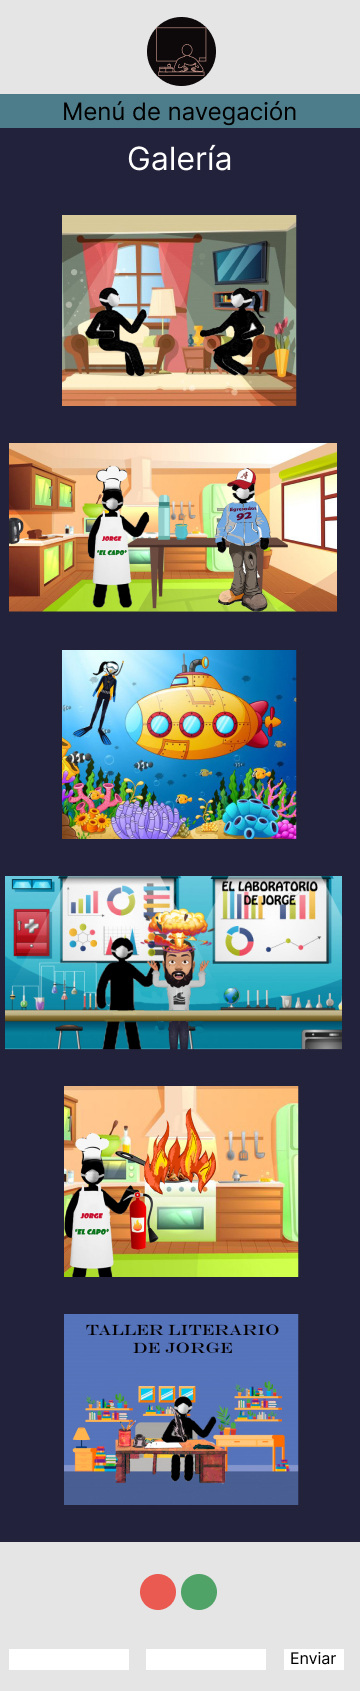 Menú de navegación
Galería
A
Egresados
92
JORGE
"EL CAPO"
EL LABORATORIO
DE JORGE
JORGE
"EL CAPO"
TALLER LITERARIO
DE JORGE
Enviar